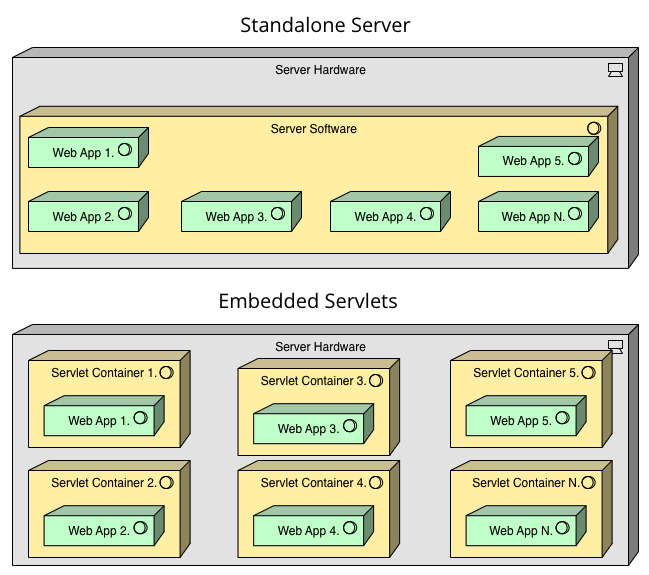 Standalone Server
Server Hardware
Server Software
Web App 1.
Web App 5.
Web App 2.
Web App 3.
Web App 4.
Web App N.
Embedded Servlets
Server Hardware
Servlet Container 1.
Servlet Container 3.
Servlet Container 5.
Web App 1.
Web App 3.
Web App 5.
Servlet Container 2.
Servlet Container 4.
Servlet Container N.
Web App 2.
Web App 4.
Web App N.